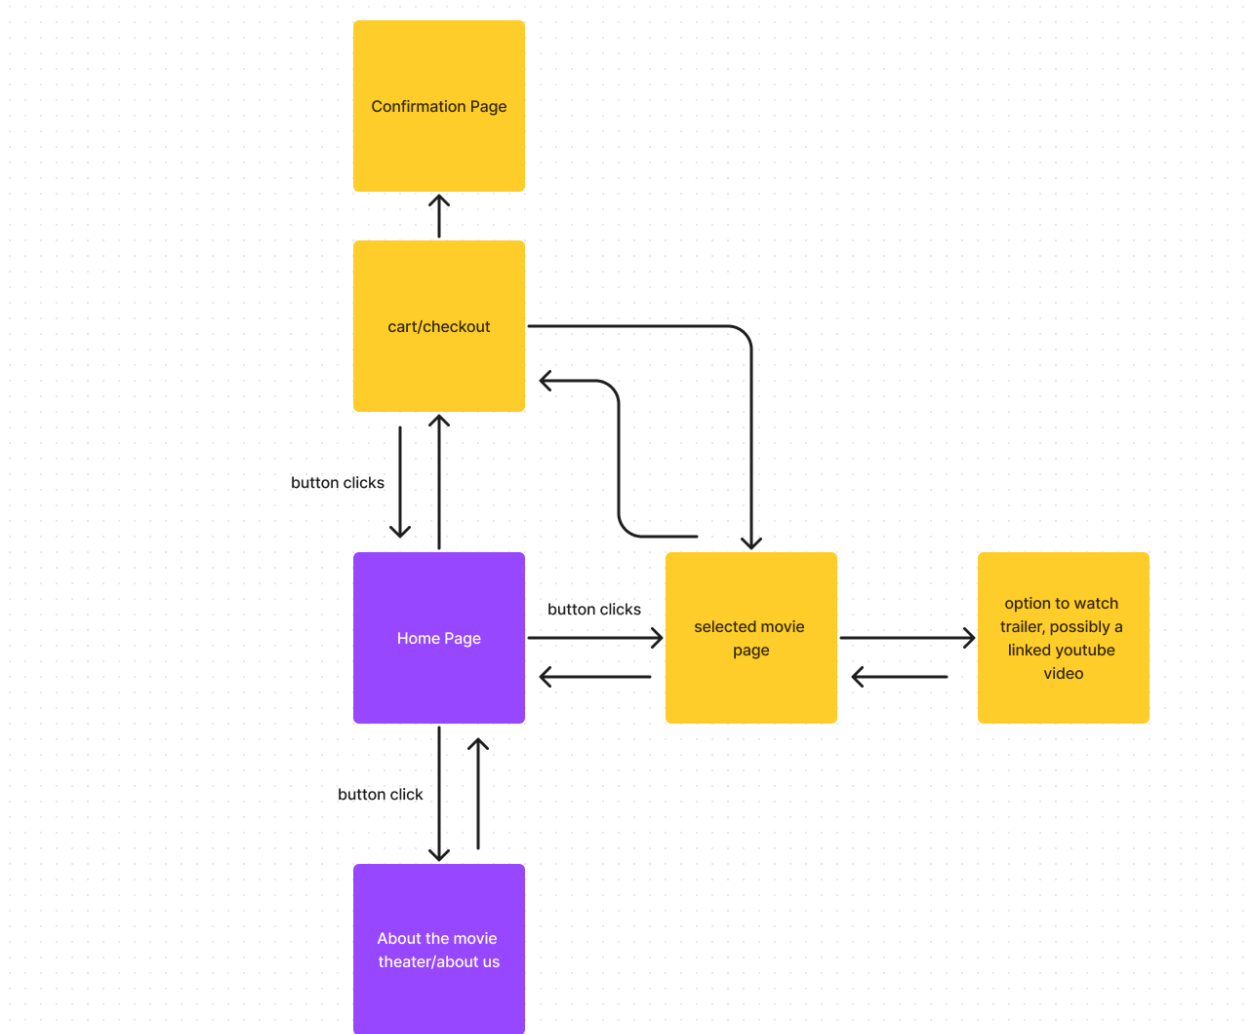 Confirmation Page
cart/checkout
button clicks
Home Page
button clicks
selected movie
page
option to watch
trailer, possibly a
linked youtube
video
button click
About the movie
theater/about us